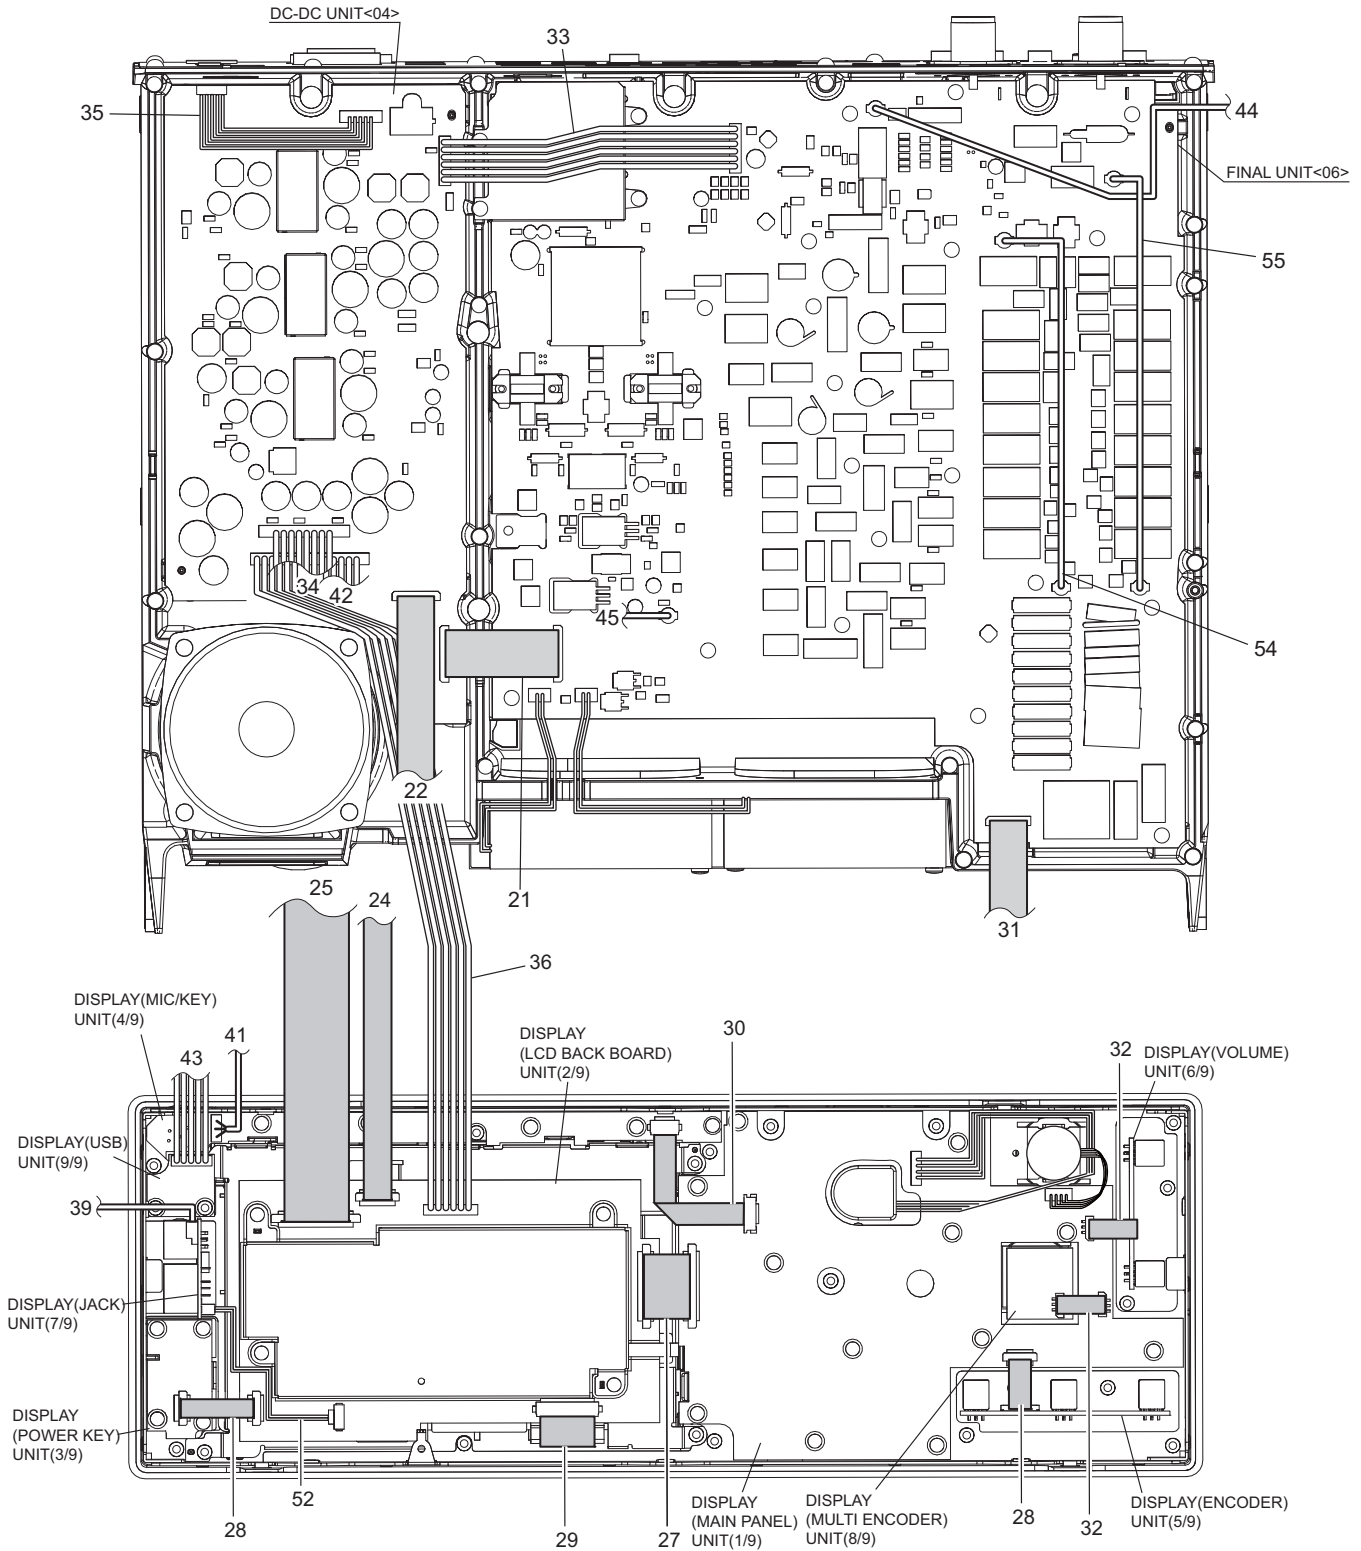 DC-DC UNIT<04>
33
35
44
FINAL UNIT<06>
55
34
42
45
54
22
25
24
21
31
36
DISPLAY(MIC/KEY)
UNIT(4/9)
41
43
DISPLAY
(LCD BACK BOARD)
UNIT(2/9)
30
32
DISPLAY(VOLUME)
UNIT(6/9)
DISPLAY(USB)
UNIT(9/9)
39
DISPLAY(JACK)
UNIT(7/9)
DISPLAY
(POWER KEY)
UNIT(3/9)
28
52
29
27
DISPLAY
(MAIN PANEL)
UNIT(1/9)
DISPLAY
(MULTI ENCODER)
UNIT(8/9)
28
32
DISPLAY(ENCODER)
UNIT(5/9)